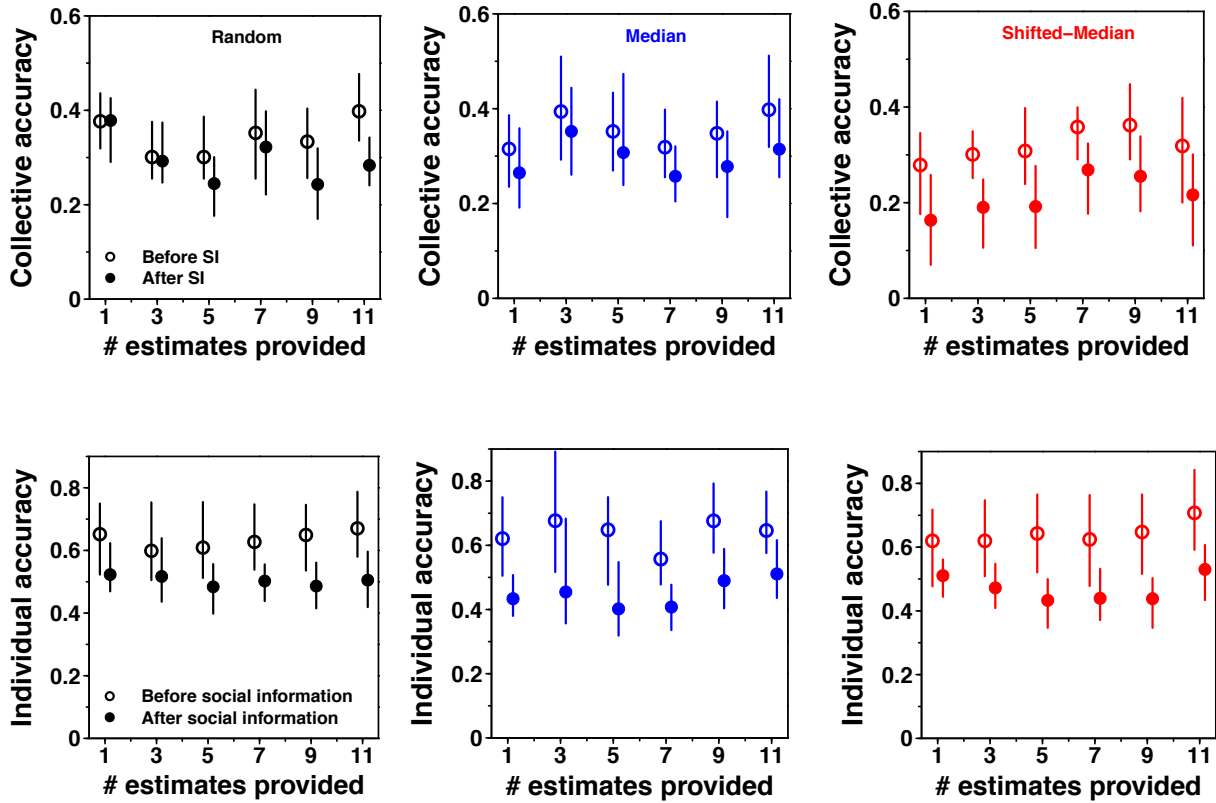 Collective accuracy
0.6
0.4
0.2
0
Random
Before SI
After SI
1 3 5 7 9 11
# estimates provided
Collective accuracy
0.6
0.4
0.2
0
Median
1 3 5 7 9 11
# estimates provided
Collective accuracy
0.6
0.4
0.2
0
Shifted−Median
1 3 5 7 9 11
# estimates provided
Individual accuracy
0.8
0.6
0.4
0.2
0
Before social information
After social information
1 3 5 7 9 11
# estimates provided
Individual accuracy
0.8
0.6
0.4
0.2
0
1 3 5 7 9 11
# estimates provided
Individual accuracy
0.8
0.6
0.4
0.2
0
1 3 5 7 9 11
# estimates provided